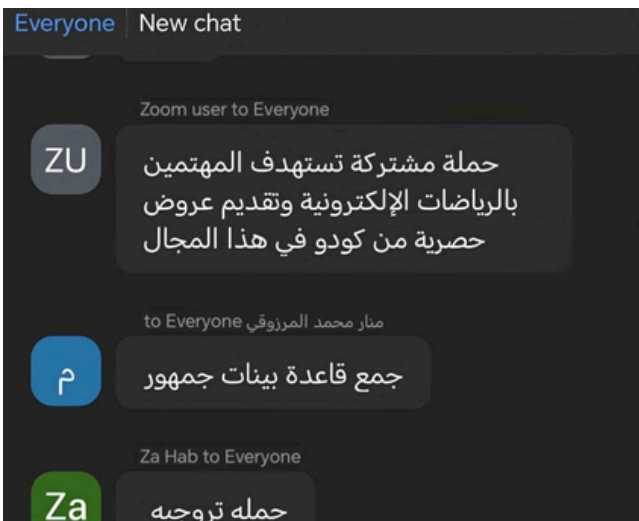 Everyone New chat
Zoom user to Everyone
ZU
حملة مشتركة تستهدف المهتمين
بالرياضات الإلكترونية وتقديم عروض
حصرية من كودو في هذا المجال
منار محمد المرزوقي to Everyone
م
جمع قاعدة بينات جمهور
Za Hab to Everyone
Za
حمله تروحيه